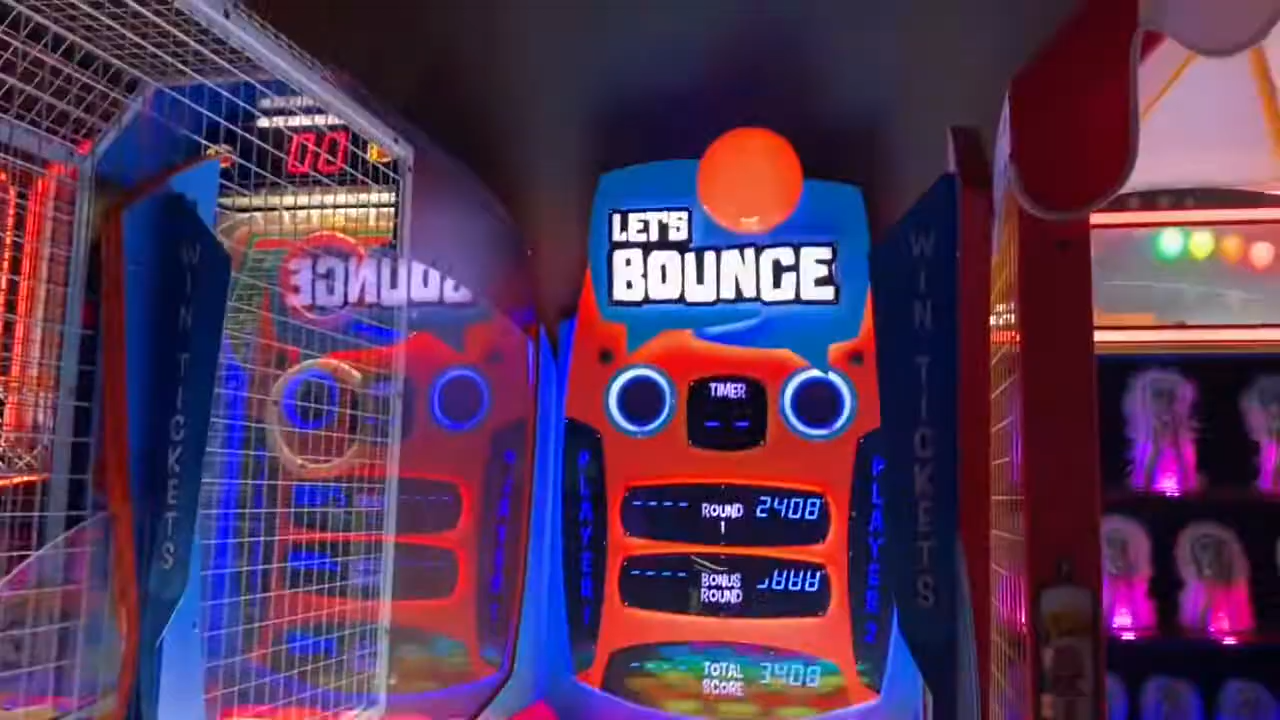 00
WIN TICKETS
LET'S
BOUNCE
TIMER
PLAYER 1
PLAYER 2
ROUND
1
2408
BONUS
ROUND
TOTAL
SCORE
3408
WIN TICKETS